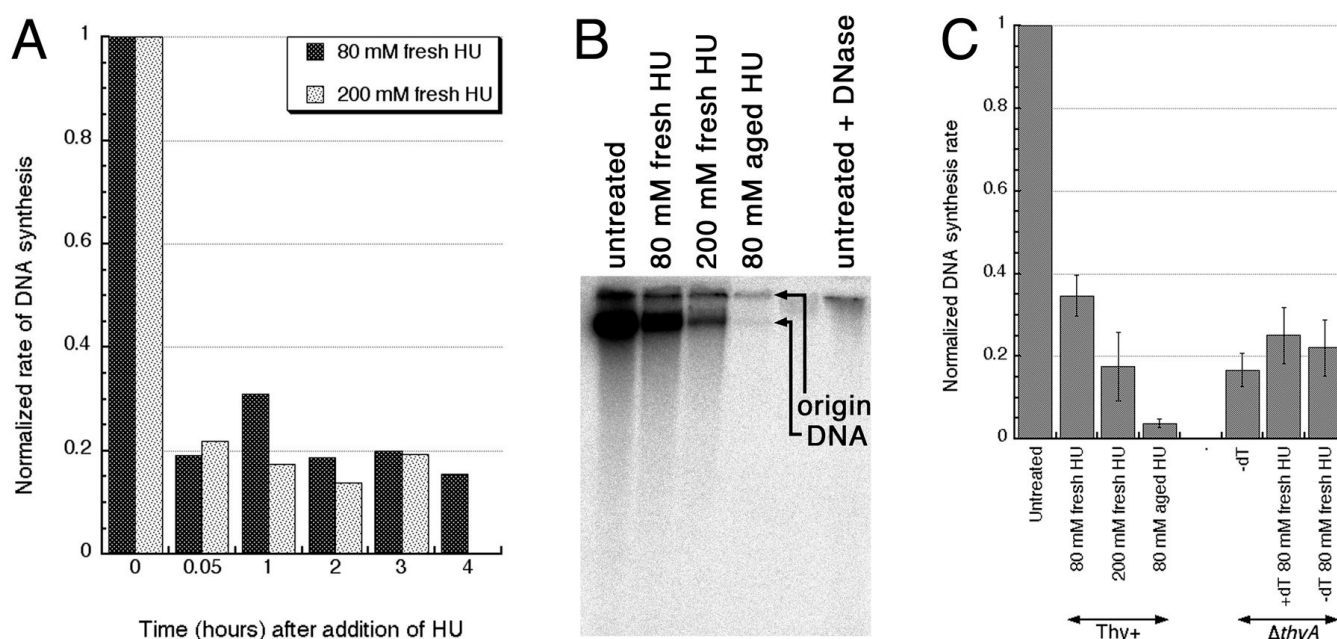 A
1
0.8
0.6
0.4
0.2
0
Normalized rate of DNA synthesis
80 mM fresh HU
200 mM fresh HU
0 0.05 1 2 3 4
Time (hours) after addition of HU
B
untreated
80 mM fresh HU
200 mM fresh HU
80 mM aged HU
untreated + DNase
origin
DNA
C
1
0.8
0.6
0.4
0.2
0
Normalized DNA synthesis rate
Untreated
80 mM fresh HU
200 mM fresh HU
80 mM aged HU
-dT
+dT 80 mM fresh HU
-dT 80 mM fresh HU
Thy+
ΔthyA